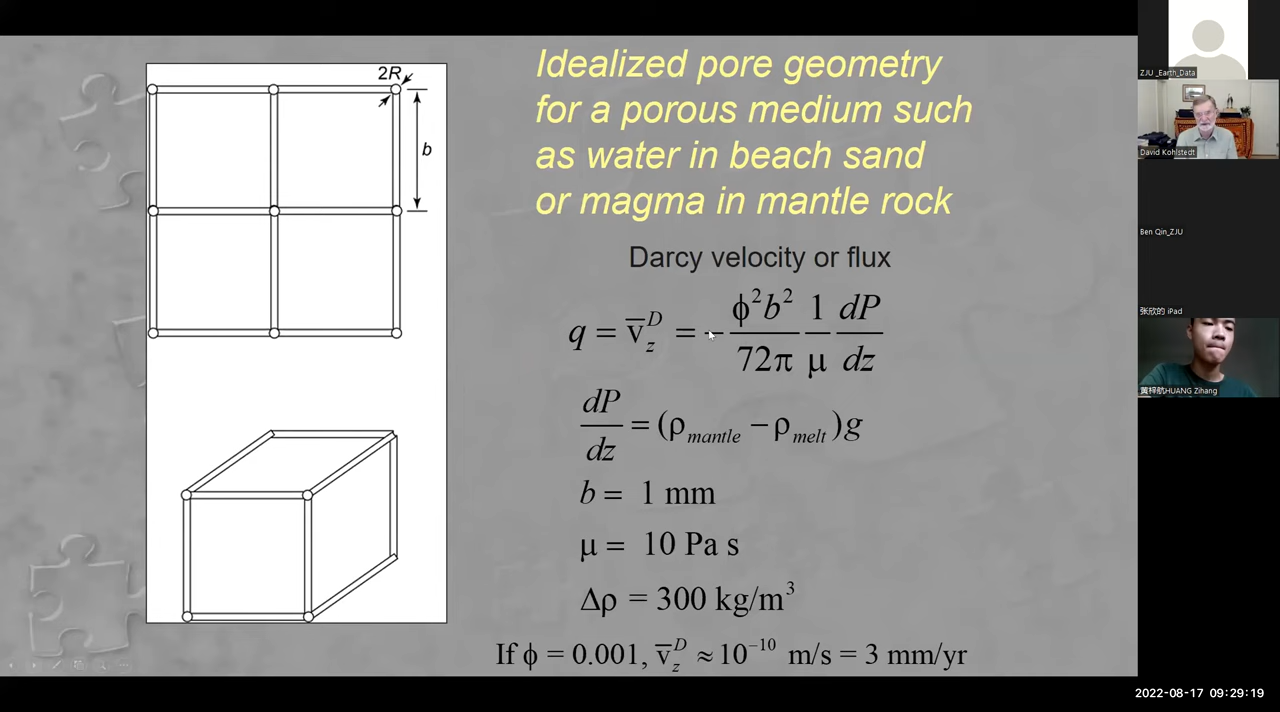 2R
b
Idealized pore geometry
for a porous medium such
as water in beach sand
or magma in mantle rock
Darcy velocity or flux
q = v̅_z^D = − (ϕ²b² / 72π) (1 / μ) (dP / dz)
dP / dz = (ρ_mantle − ρ_melt)g
b = 1 mm
μ = 10 Pa s
Δρ = 300 kg/m³
If ϕ = 0.001, v̅_z^D ≈ 10⁻¹⁰ m/s = 3 mm/yr
ZJU _Earth_Data
David Kohlstedt
Ben Qin_ZJU
张欣的 iPad
黄梓航HUANG Zihang
2022-08-17 09:29:19